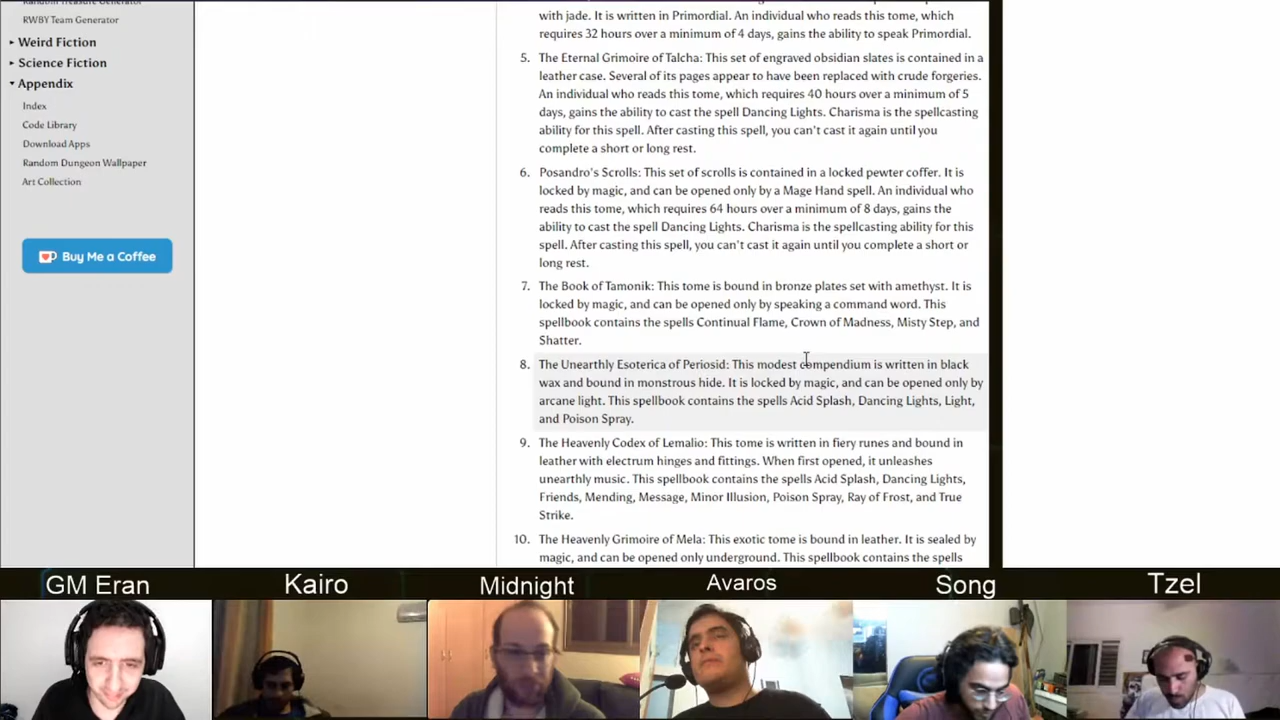 RWBY Team Generator
Weird Fiction
Science Fiction
Appendix
Index
Code Library
Download Apps
Random Dungeon Wallpaper
Art Collection
Buy Me a Coffee
with jade. It is written in Primordial. An individual who reads this tome, which
requires 32 hours over a minimum of 4 days, gains the ability to speak Primordial.
5. The Eternal Grimoire of Talcha: This set of engraved obsidian slates is contained in a
leather case. Several of its pages appear to have been replaced with crude forgeries.
An individual who reads this tome, which requires 40 hours over a minimum of 5
days, gains the ability to cast the spell Dancing Lights. Charisma is the spellcasting
ability for this spell. After casting this spell, you can't cast it again until you
complete a short or long rest.
6. Posandro's Scrolls: This set of scrolls is contained in a locked pewter coffer. It is
locked by magic, and can be opened only by a Mage Hand spell. An individual who
reads this tome, which requires 64 hours over a minimum of 8 days, gains the
ability to cast the spell Dancing Lights. Charisma is the spellcasting ability for this
spell. After casting this spell, you can't cast it again until you complete a short or
long rest.
7. The Book of Tamonik: This tome is bound in bronze plates set with amethyst. It is
locked by magic, and can be opened only by speaking a command word. This
spellbook contains the spells Continual Flame, Crown of Madness, Misty Step, and
Shatter.
8. The Unearthly Esoterica of Periosid: This modest compendium is written in black
wax and bound in monstrous hide. It is locked by magic, and can be opened only by
arcane light. This spellbook contains the spells Acid Splash, Dancing Lights, Light,
and Poison Spray.
9. The Heavenly Codex of Lemalio: This tome is written in fiery runes and bound in
leather with electrum hinges and fittings. When first opened, it unleashes
unearthly music. This spellbook contains the spells Acid Splash, Dancing Lights,
Friends, Mending, Message, Minor Illusion, Poison Spray, Ray of Frost, and True
Strike.
10. The Heavenly Grimoire of Mela: This exotic tome is bound in leather. It is sealed by
magic, and can be opened only underground. This spellbook contains the spells
GM Eran
Kairo
Midnight
Avaros
Song
Tzel